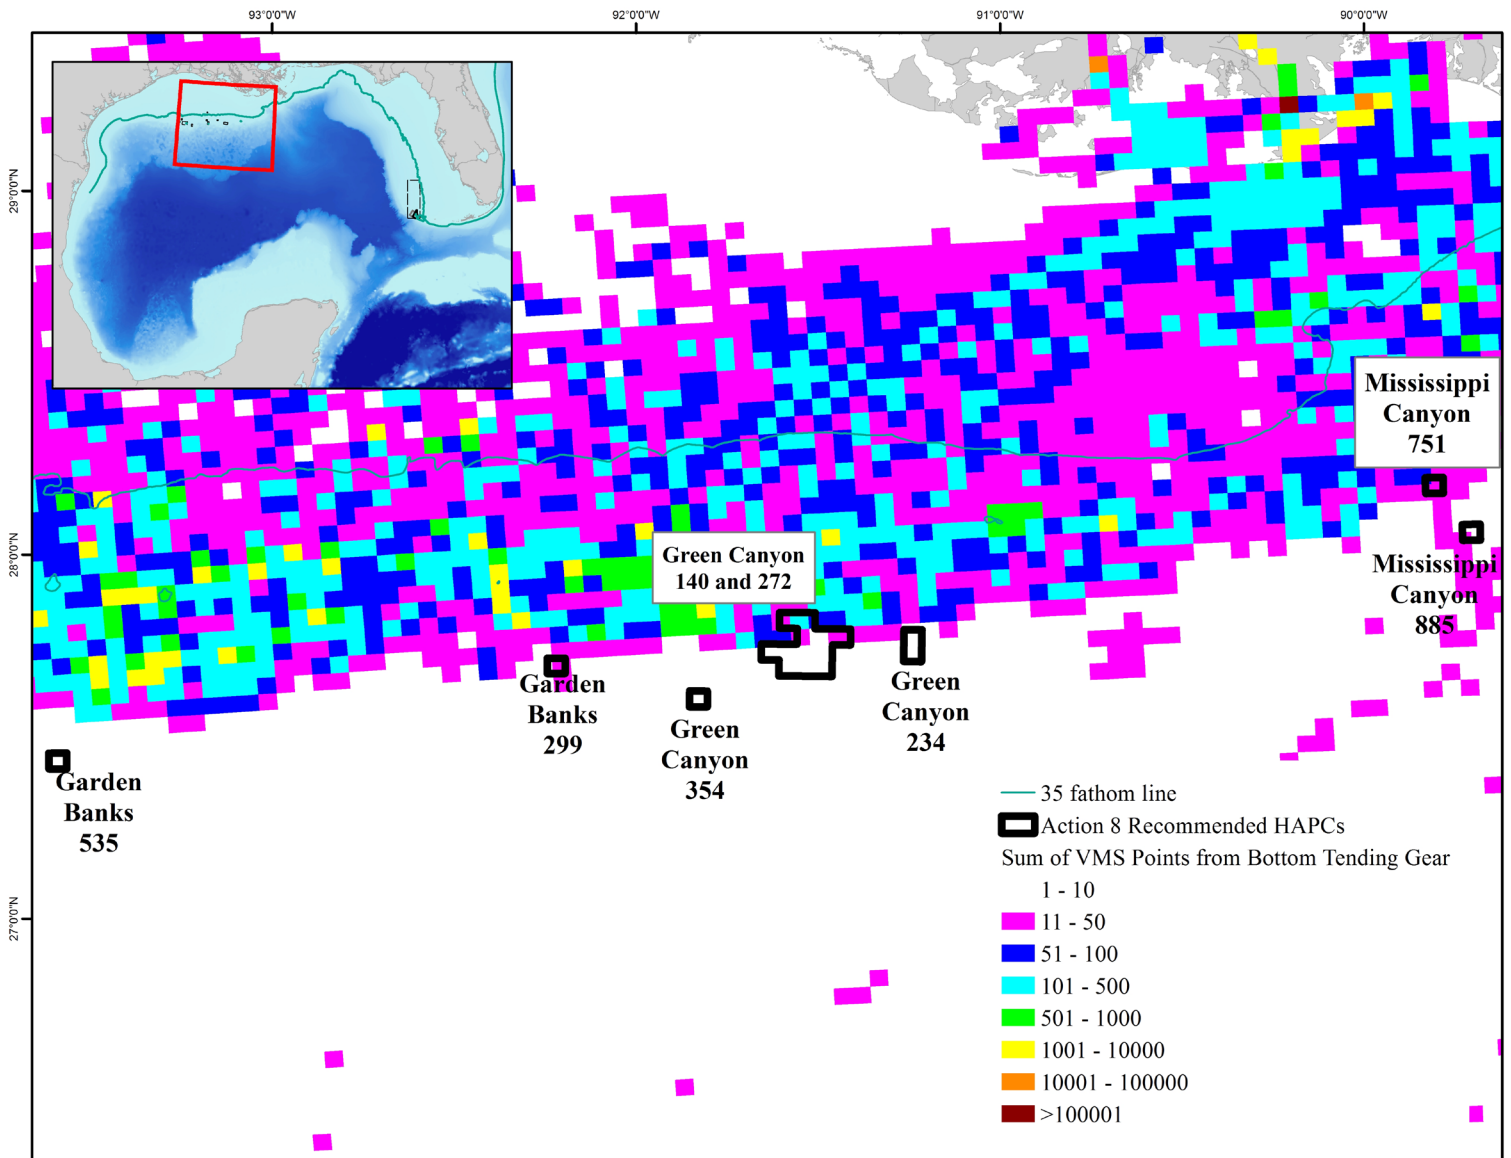 93°0'0"W
92°0'0"W
91°0'0"W
90°0'0"W
29°0'0"N
28°0'0"N
27°0'0"N
Mississippi
Canyon
751
Green Canyon
140 and 272
Mississippi
Canyon
885
Garden
Banks
299
Green
Canyon
234
Green
Canyon
354
Garden
Banks
535
35 fathom line
Action 8 Recommended HAPCs
Sum of VMS Points from Bottom Tending Gear
1 - 10
11 - 50
51 - 100
101 - 500
501 - 1000
1001 - 10000
10001 - 100000
>100001